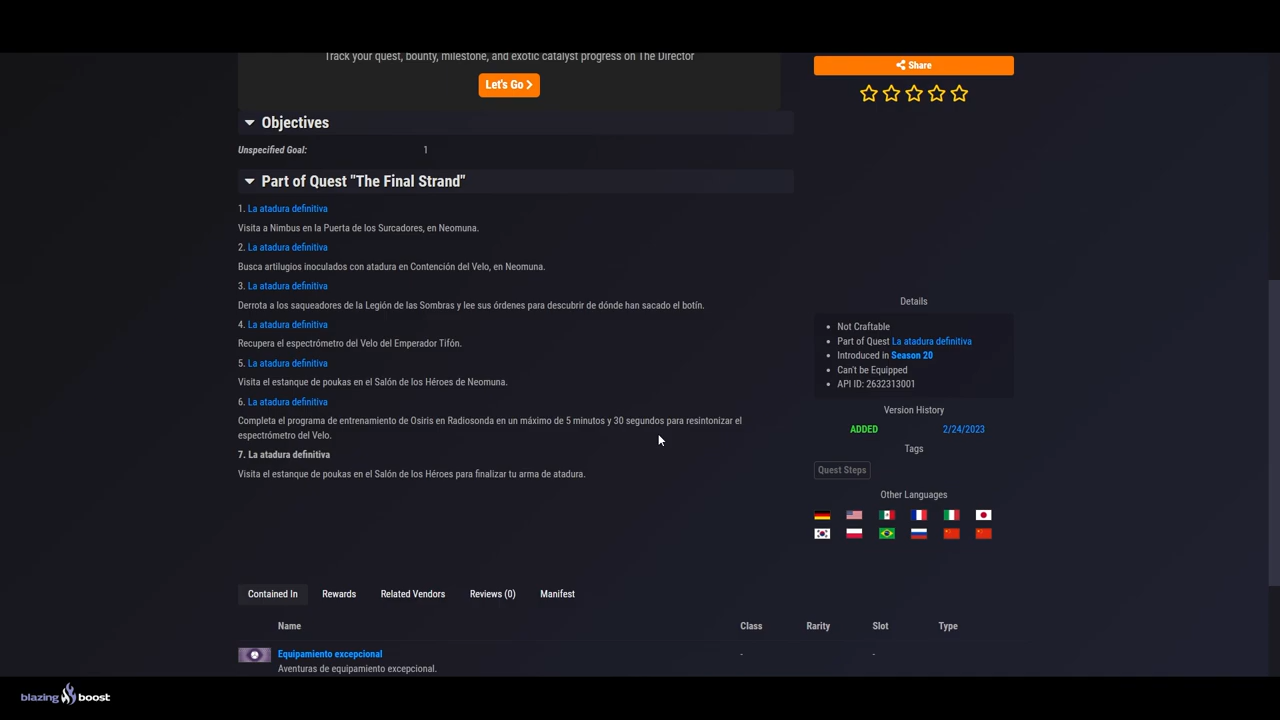 Track your quest, bounty, milestone, and exotic catalyst progress on The Director
Let's Go
Share
Objectives
Unspecified Goal: 1
Part of Quest "The Final Strand"
1. La atadura definitiva
Visita a Nimbus en la Puerta de los Surcadores, en Neomuna.
2. La atadura definitiva
Busca artilugios inoculados con atadura en Contención del Velo, en Neomuna.
3. La atadura definitiva
Derrota a los saqueadores de la Legión de las Sombras y lee sus órdenes para descubrir de dónde han sacado el botín.
4. La atadura definitiva
Recupera el espectrómetro del Velo del Emperador Tifón.
5. La atadura definitiva
Visita el estanque de poukas en el Salón de los Héroes de Neomuna.
6. La atadura definitiva
Completa el programa de entrenamiento de Osiris en Radiosonda en un máximo de 5 minutos y 30 segundos para resintonizar el
espectrómetro del Velo.
7. La atadura definitiva
Visita el estanque de poukas en el Salón de los Héroes para finalizar tu arma de atadura.
Details
Not Craftable
Part of Quest La atadura definitiva
Introduced in Season 20
Can't be Equipped
API ID: 2632313001
Version History
ADDED 2/24/2023
Tags
Quest Steps
Other Languages
Contained In Rewards Related Vendors Reviews (0) Manifest
Name Class Rarity Slot Type
Equipamiento excepcional - -
Aventuras de equipamiento excepcional.
blazing boost